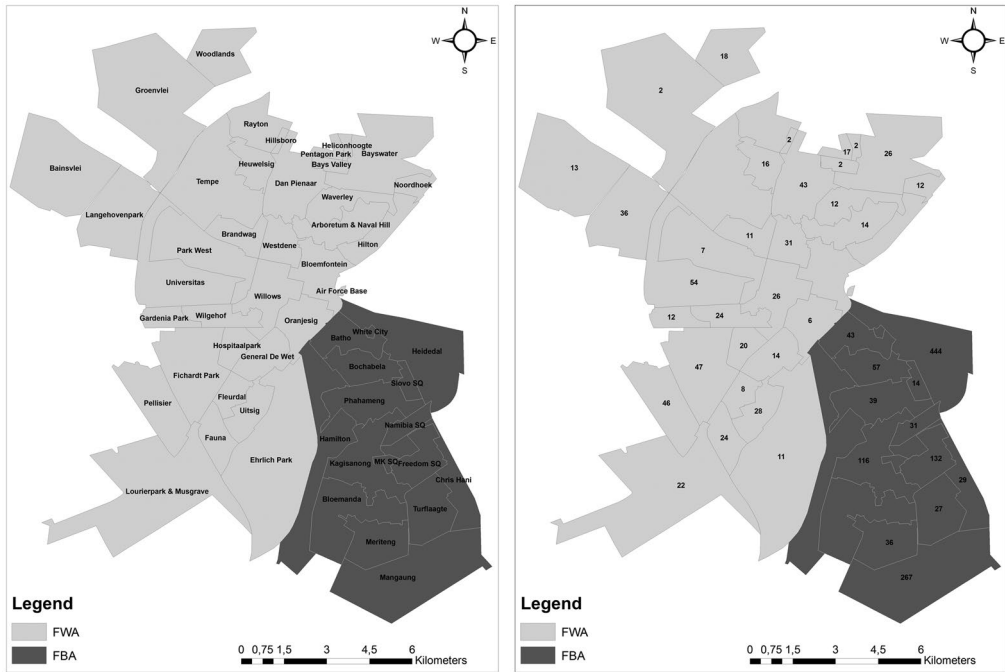 N
W E
S
Woodlands
Groenvlei
Rayton
Hillsboro
Heliconhoogte
Pentagon Park
Bayswater
Bays Valley
Heuwelsig
Bainsvlei
Tempe
Dan Pienaar
Noordhoek
Waverley
Langehovenpark
Arboretum & Naval Hill
Brandwag
Westdene
Hilton
Park West
Bloemfontein
Universitas
Air Force Base
Willows
Gardenia Park
Wilgehof
Oranjesig
White City
Batho
Hospitaalpark
Heidedal
General De Wet
Bochabela
Fichardt Park
Slovo SQ
Pellisier
Fleurdal
Phahameng
Uitsig
Namibia SQ
Fauna
Hamilton
Ehrlich Park
Kagisanong
MK SQ
Freedom SQ
Chris Hani
Lourierpark & Musgrave
Bloemanda
Turflaagte
Meriteng
Mangaung
Legend
FWA
FBA
0 0,75 1,5 3 4,5 6
Kilometers
N
W E
S
18
2
2
2
17
26
2
16
13
43
12
12
36
14
11
31
7
54
26
12
24
6
43
20
444
14
57
47
14
8
39
46
28
31
24
11
116
132
29
22
27
36
267
Legend
FWA
FBA
0 0,75 1,5 3 4,5 6
Kilometers